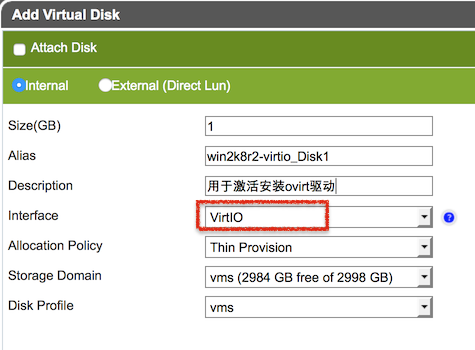 Add Virtual Disk
Attach Disk
Internal External (Direct Lun)
Size(GB) 1
Alias win2k8r2-virtio_Disk1
Description 用于激活安装ovirt驱动
Interface VirtIO ?
Allocation Policy Thin Provision
Storage Domain vms (2984 GB free of 2998 GB)
Disk Profile vms